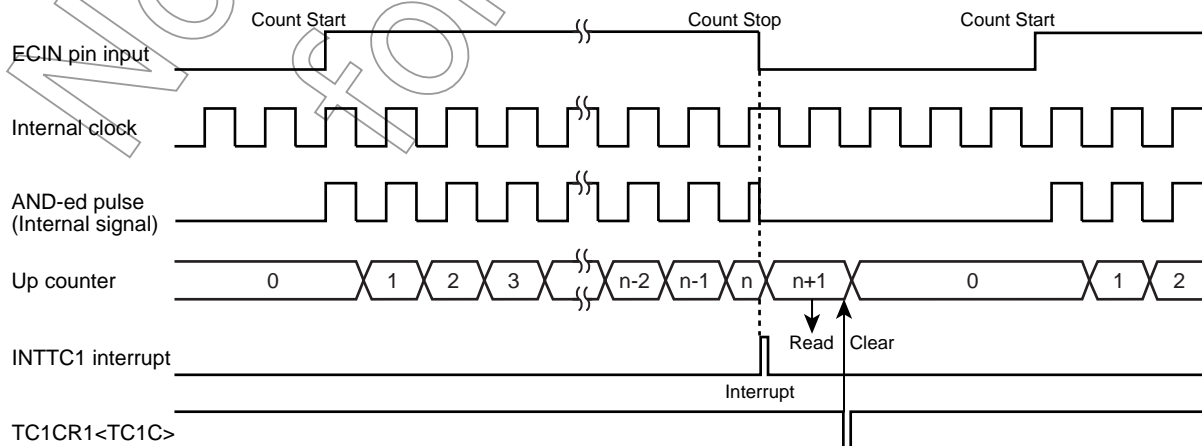 Count Start Count Stop Count Start
ECIN pin input
Internal clock
AND-ed pulse
(Internal signal)
Up counter 0 1 2 3 n-2 n-1 n n+1 0 1 2
Read Clear
INTTC1 interrupt
Interrupt
TC1CR1<TC1C>